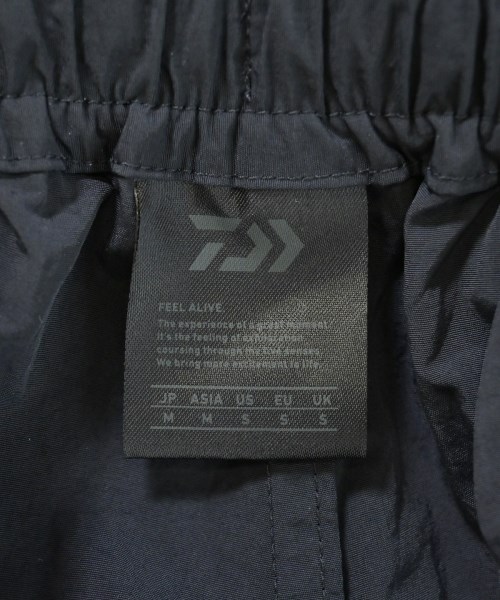 FEEL ALIVE.
The experience of a great moment.
It's the feeling of exploration
coursing through the five senses.
We bring more excitement to life.
JP ASIA US EU UK
M M S S S